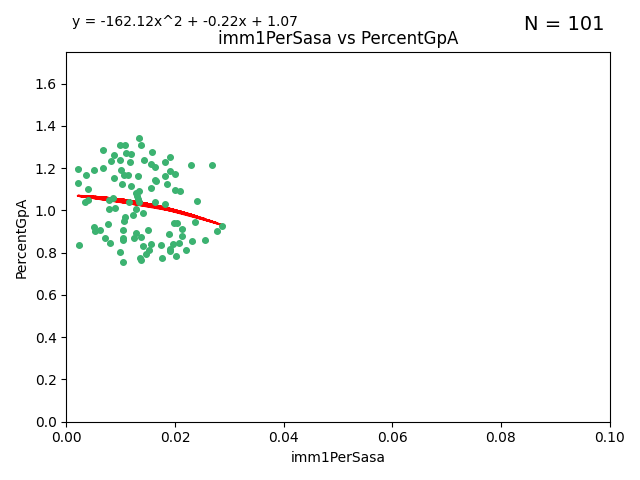 y = -162.12x^2 + -0.22x + 1.07
N = 101
imm1PerSasa vs PercentGpA
PercentGpA
1.6
1.4
1.2
1.0
0.8
0.6
0.4
0.2
0.0
0.00 0.02 0.04 0.06 0.08 0.10
imm1PerSasa